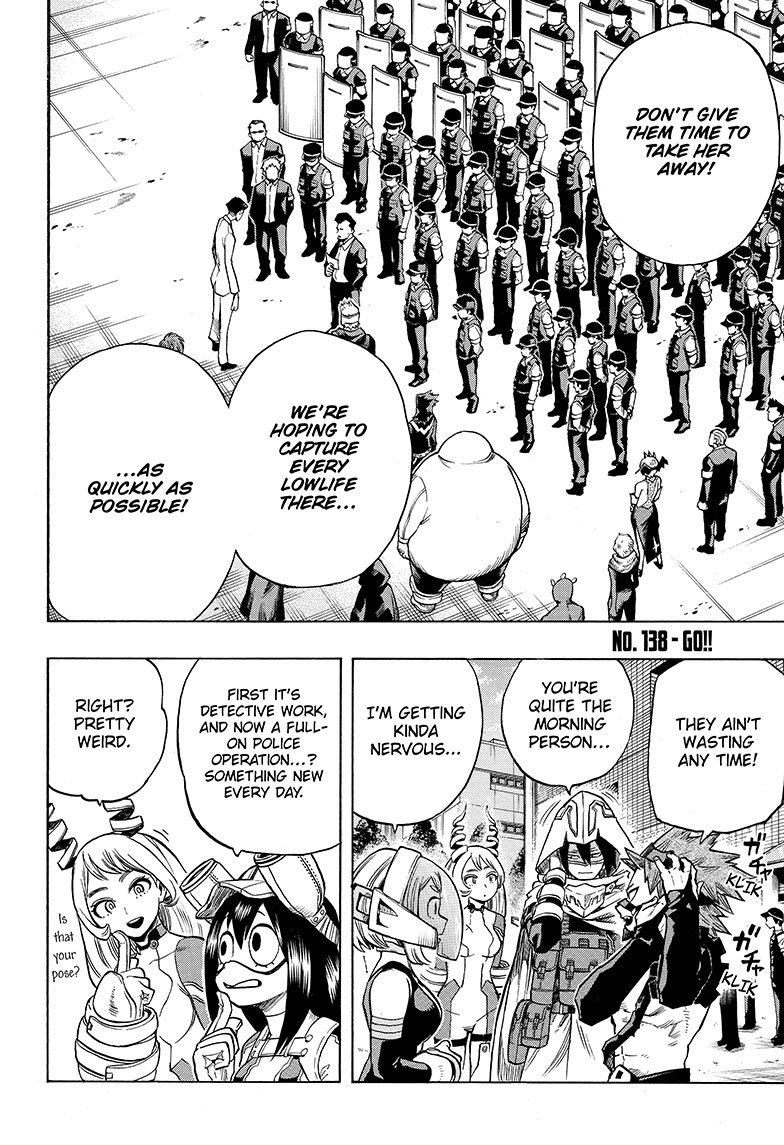 DON'T GIVE
THEM TIME TO
TAKE HER
AWAY!
WE'RE
HOPING TO
CAPTURE
EVERY
LOWLIFE
THERE...
...AS
QUICKLY AS
POSSIBLE!
NO. 138 - GO!!
THEY AIN'T
WASTING
ANY TIME!
YOU'RE
QUITE THE
MORNING
PERSON...
I'M GETTING
KINDA
NERVOUS...
ガチャ
KLIK
ガチャ
KLIK
FIRST IT'S
DETECTIVE WORK,
AND NOW A FULL-
ON POLICE
OPERATION...?
SOMETHING NEW
EVERY DAY.
RIGHT?
PRETTY
WEIRD.
Is
that
your
pose?